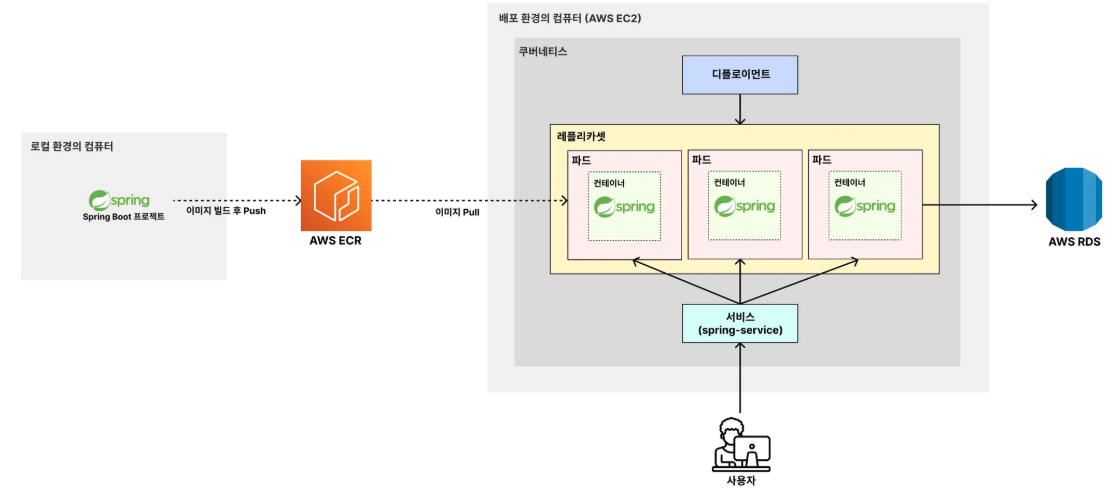 배포 환경의 컴퓨터 (AWS EC2)
쿠버네티스
디플로이먼트
레플리카셋
파드
파드
파드
컨테이너
컨테이너
컨테이너
spring
spring
spring
로컬 환경의 컴퓨터
spring
Spring Boot 프로젝트
이미지 빌드 후 Push
AWS ECR
이미지 Pull
AWS RDS
서비스
(spring-service)
사용자